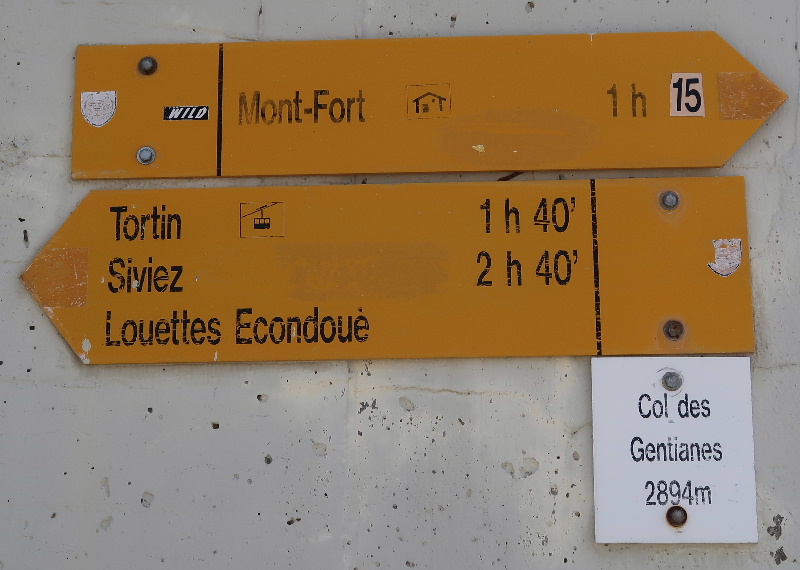 WILD Mont-Fort 1 h 15
Tortin 1 h 40'
Siviez 2 h 40'
Louettes Econdoué
Col des
Gentianes
2894m